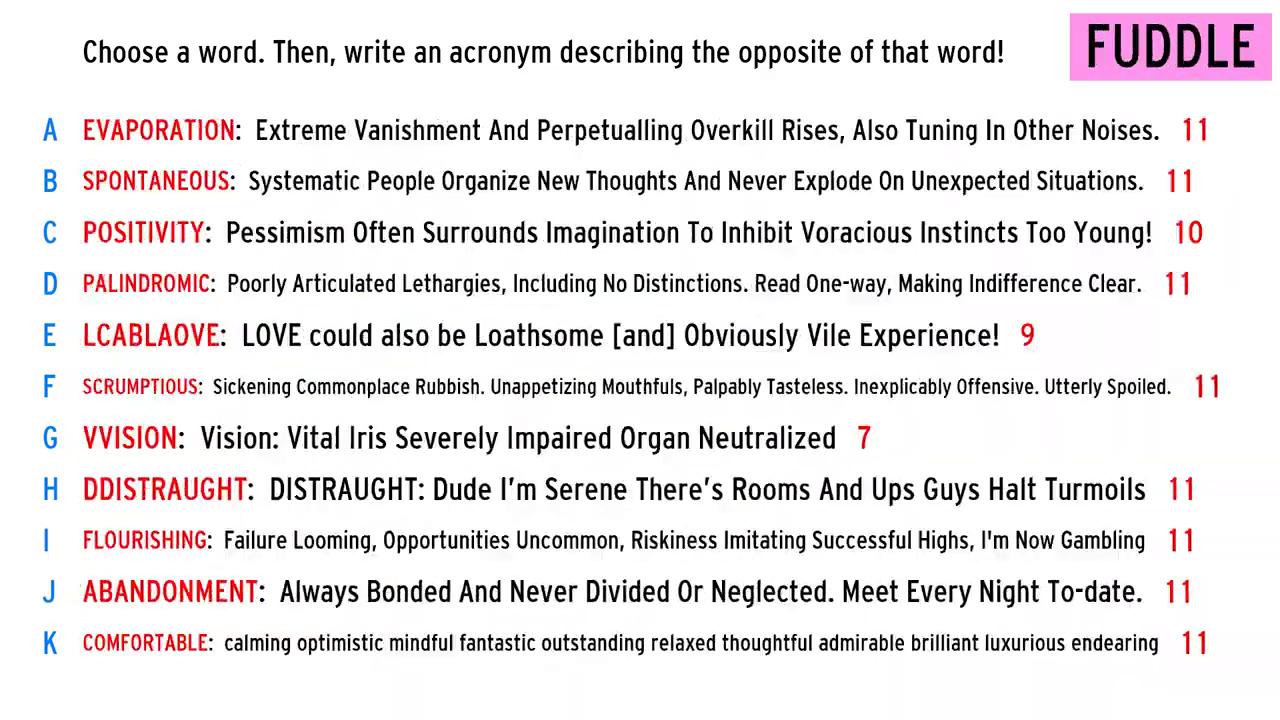 Choose a word. Then, write an acronym describing the opposite of that word!
FUDDLE
A EVAPORATION: Extreme Vanishment And Perpetualling Overkill Rises, Also Tuning In Other Noises. 11
B SPONTANEOUS: Systematic People Organize New Thoughts And Never Explode On Unexpected Situations. 11
C POSITIVITY: Pessimism Often Surrounds Imagination To Inhibit Voracious Instincts Too Young! 10
D PALINDROMIC: Poorly Articulated Lethargies, Including No Distinctions. Read One-way, Making Indifference Clear. 11
E LCABLAOVE: LOVE could also be Loathsome [and] Obviously Vile Experience! 9
F SCRUMPTIOUS: Sickening Commonplace Rubbish. Unappetizing Mouthfuls, Palpably Tasteless. Inexplicably Offensive. Utterly Spoiled. 11
G VVISION: Vision: Vital Iris Severely Impaired Organ Neutralized 7
H DDISTRAUGHT: DISTRAUGHT: Dude I'm Serene There's Rooms And Ups Guys Halt Turmoils 11
I FLOURISHING: Failure Looming, Opportunities Uncommon, Riskiness Imitating Successful Highs, I'm Now Gambling 11
J ABANDONMENT: Always Bonded And Never Divided Or Neglected. Meet Every Night To-date. 11
K COMFORTABLE: calming optimistic mindful fantastic outstanding relaxed thoughtful admirable brilliant luxurious endearing 11